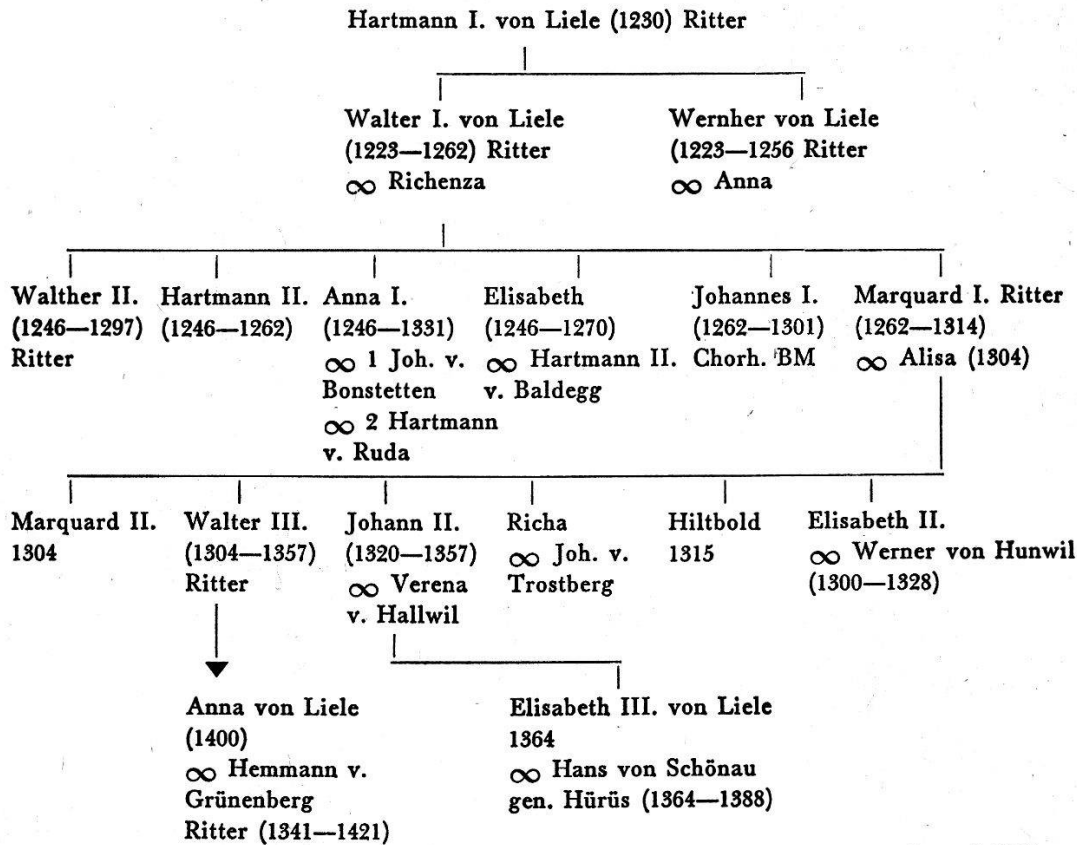 Hartmann I. von Liele (1230) Ritter
Walter I. von Liele
(1223—1262) Ritter
∞ Richenza
Wernher von Liele
(1223—1256 Ritter
∞ Anna
Walther II.
(1246—1297)
Ritter
Hartmann II.
(1246—1262)
Anna I.
(1246—1331)
∞ 1 Joh. v.
Bonstetten
∞ 2 Hartmann
v. Ruda
Elisabeth
(1246—1270)
∞ Hartmann II.
v. Baldegg
Johannes I.
(1262—1301)
Chorh. BM
Marquard I. Ritter
(1262—1314)
∞ Alisa (1304)
Marquard II.
1304
Walter III.
(1304—1357)
Ritter
Johann II.
(1320—1357)
∞ Verena
v. Hallwil
Richa
∞ Joh. v.
Trostberg
Hiltbold
1315
Elisabeth II.
∞ Werner von Hunwil
(1300—1328)
Anna von Liele
(1400)
∞ Hemmann v.
Grünenberg
Ritter (1341—1421)
Elisabeth III. von Liele
1364
∞ Hans von Schönau
gen. Hürüs (1364—1388)